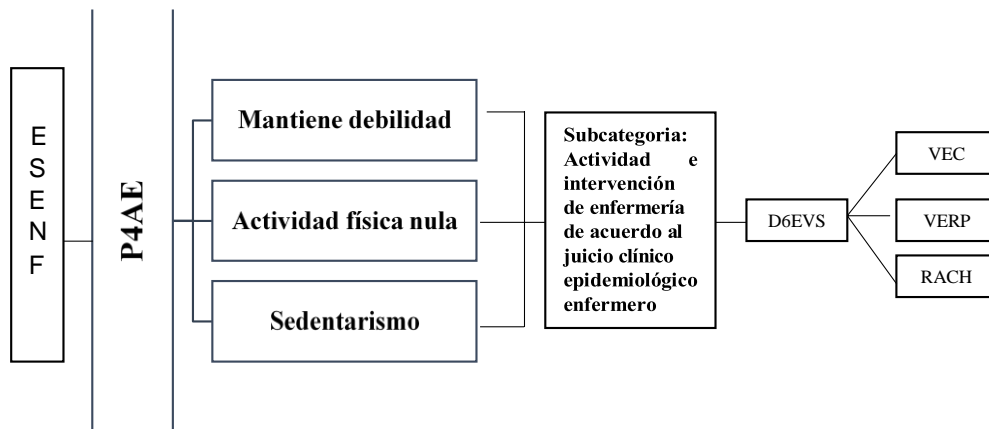 E
S
E
N
F
P4AE
Mantiene debilidad
Actividad física nula
Sedentarismo
Subcategoria:
Actividad e
intervención
de enfermería
de acuerdo al
juicio clínico
epidemiológico
enfermero
D6EVS
VEC
VERP
RACH